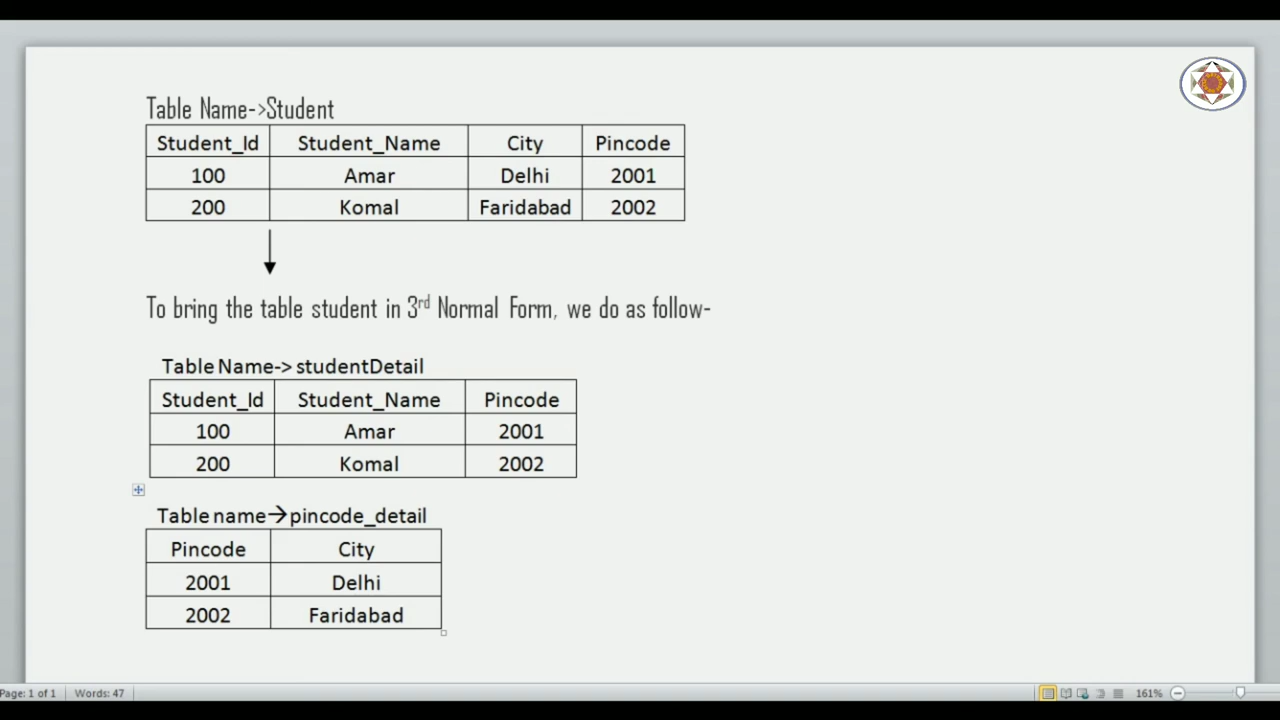 Table Name->Student
Student_Id Student_Name City Pincode
100 Amar Delhi 2001
200 Komal Faridabad 2002
To bring the table student in 3rd Normal Form, we do as follow-
Table Name-> studentDetail
Student_Id Student_Name Pincode
100 Amar 2001
200 Komal 2002
Table name→pincode_detail
Pincode City
2001 Delhi
2002 Faridabad
Page: 1 of 1 Words: 47 161%